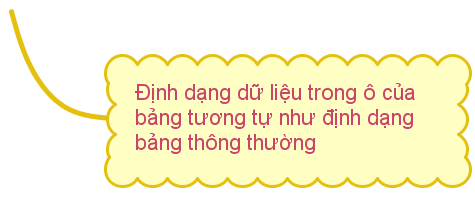 Định dạng dữ liệu trong ô của
bảng tương tự như định dạng
bảng thông thường